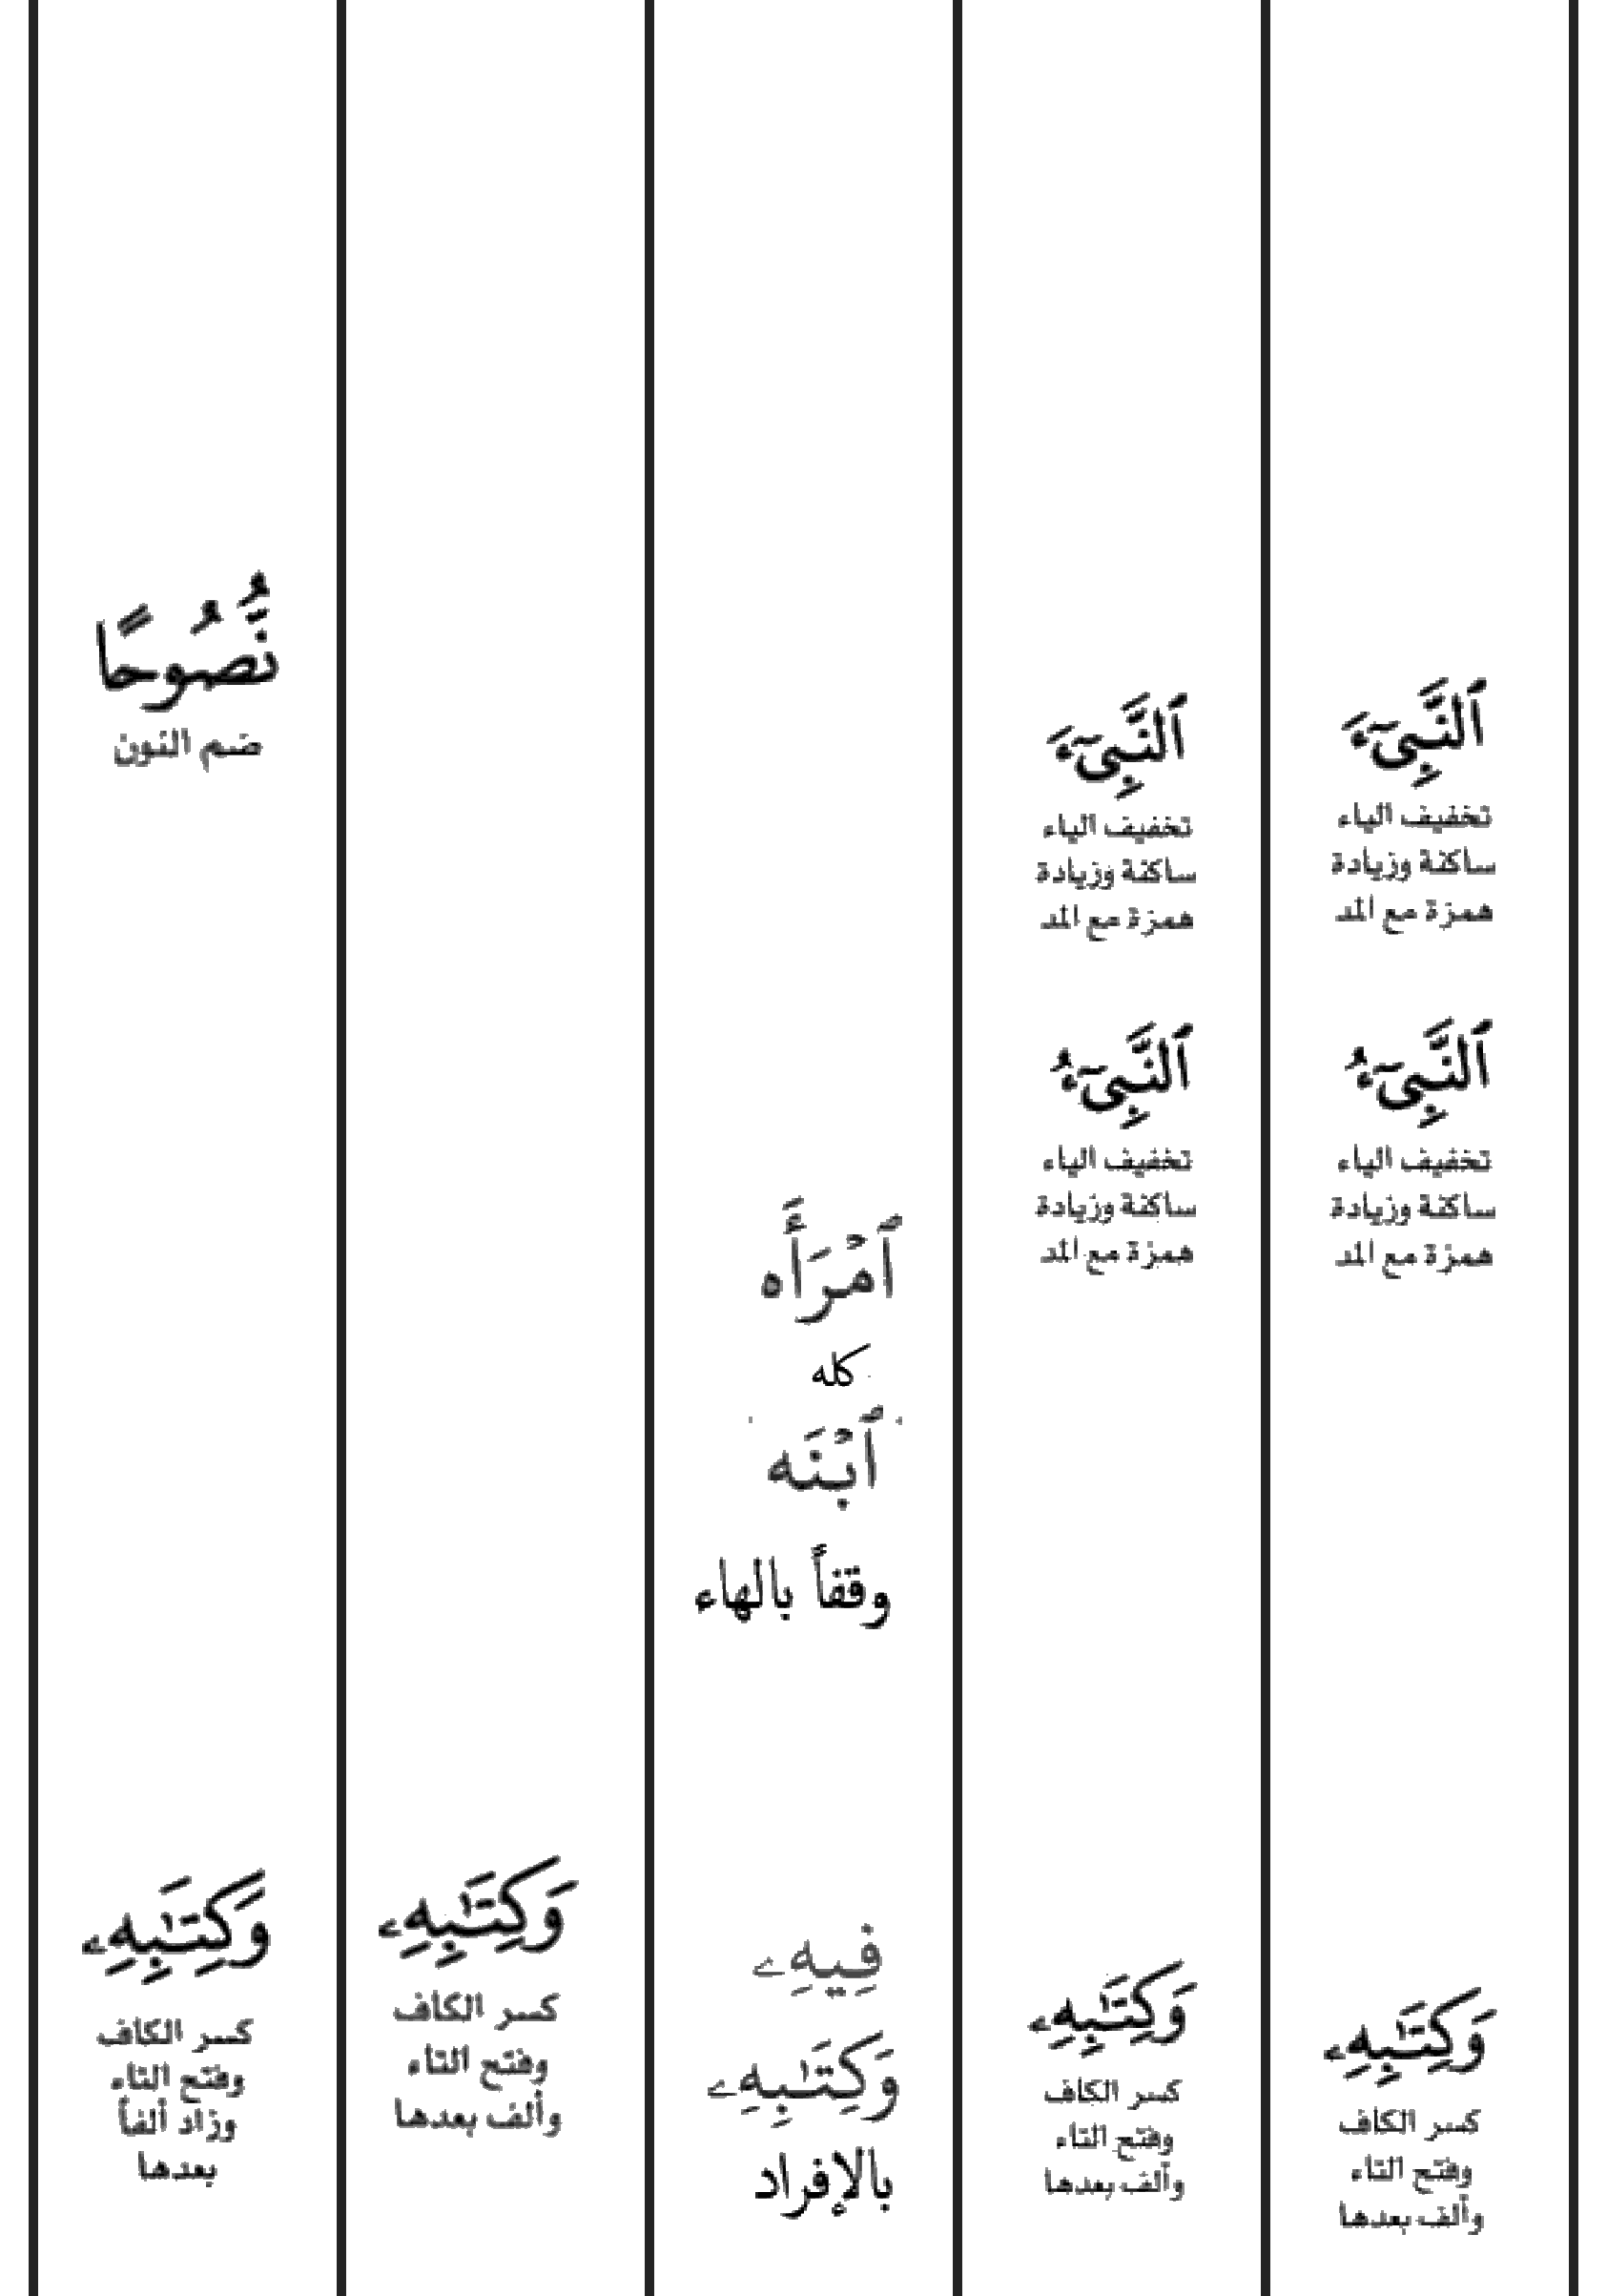 ٱلنَّبِىٓءَ
تخفيف الياء
ساكنة وزيادة
همزة مع المد
ٱلنَّبِىٓءُ
تخفيف الياء
ساكنة وزيادة
همزة مع المد
وَكِتَٰبِهِۦ
كسر الكاف
وفتح التاء
وألف بعدها
ٱلنَّبِىٓءَ
تخفيف الياء
ساكنة وزيادة
همزة مع المد
ٱلنَّبِىٓءُ
تخفيف الياء
ساكنة وزيادة
همزة مع المد
وَكِتَٰبِهِۦ
كسر الكاف
وفتح التاء
وألف بعدها
ٱمۡرَأَه
كله
ٱبۡنَه
وقفاً بالهاء
فِيهِۦ
وَكِتَٰبِهِۦ
بالإفراد
وَكِتَٰبِهِۦ
كسر الكاف
وفتح التاء
وألف بعدها
نُّصُوحًا
ضم النون
وَكِتَٰبِهِۦ
كسر الكاف
وفتح التاء
وزاد ألفاً
بعدها